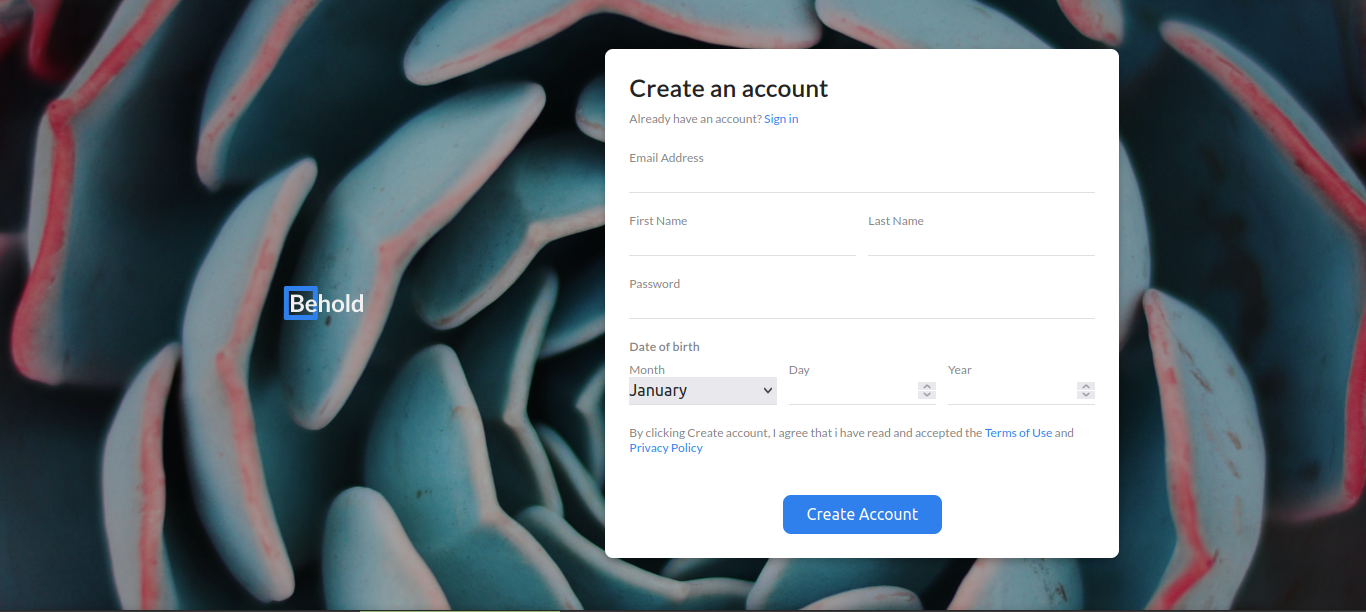 Behold
Create an account
Already have an account? Sign in
Email Address
First Name Last Name
Password
Date of birth
Month Day Year
January
By clicking Create account, I agree that i have read and accepted the Terms of Use and
Privacy Policy
Create Account